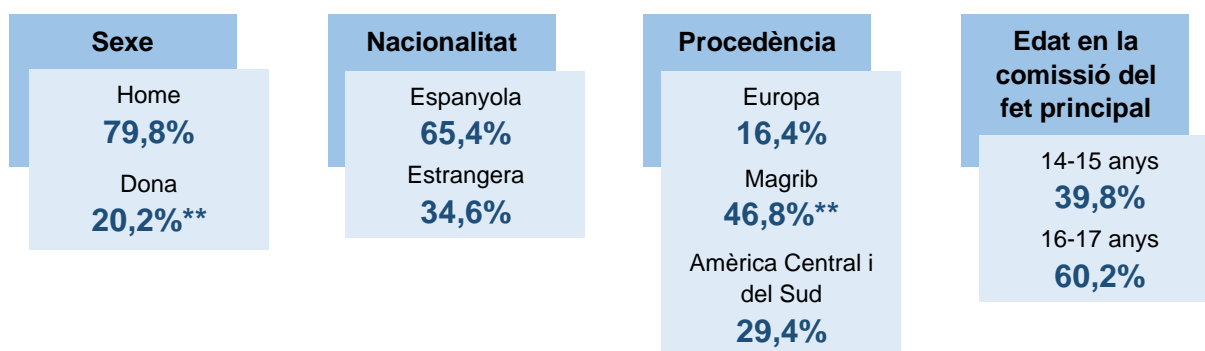 Sexe
Home
79,8%
Dona
20,2%**
Nacionalitat
Espanyola
65,4%
Estrangera
34,6%
Procedència
Europa
16,4%
Magrib
46,8%**
Amèrica Central i
del Sud
29,4%
Edat en la
comissió del
fet principal
14-15 anys
39,8%
16-17 anys
60,2%